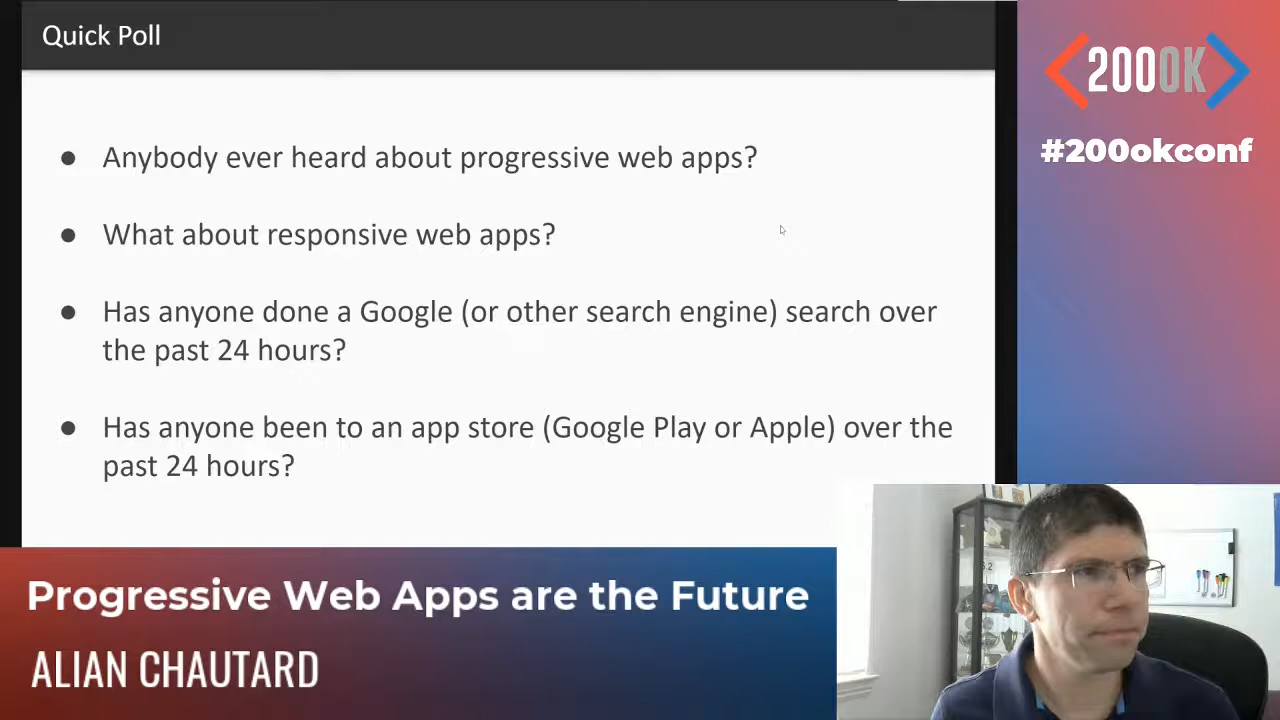 Quick Poll
● Anybody ever heard about progressive web apps?
● What about responsive web apps?
● Has anyone done a Google (or other search engine) search over
the past 24 hours?
● Has anyone been to an app store (Google Play or Apple) over the
past 24 hours?
<200OK>
#200okconf
Progressive Web Apps are the Future
ALIAN CHAUTARD